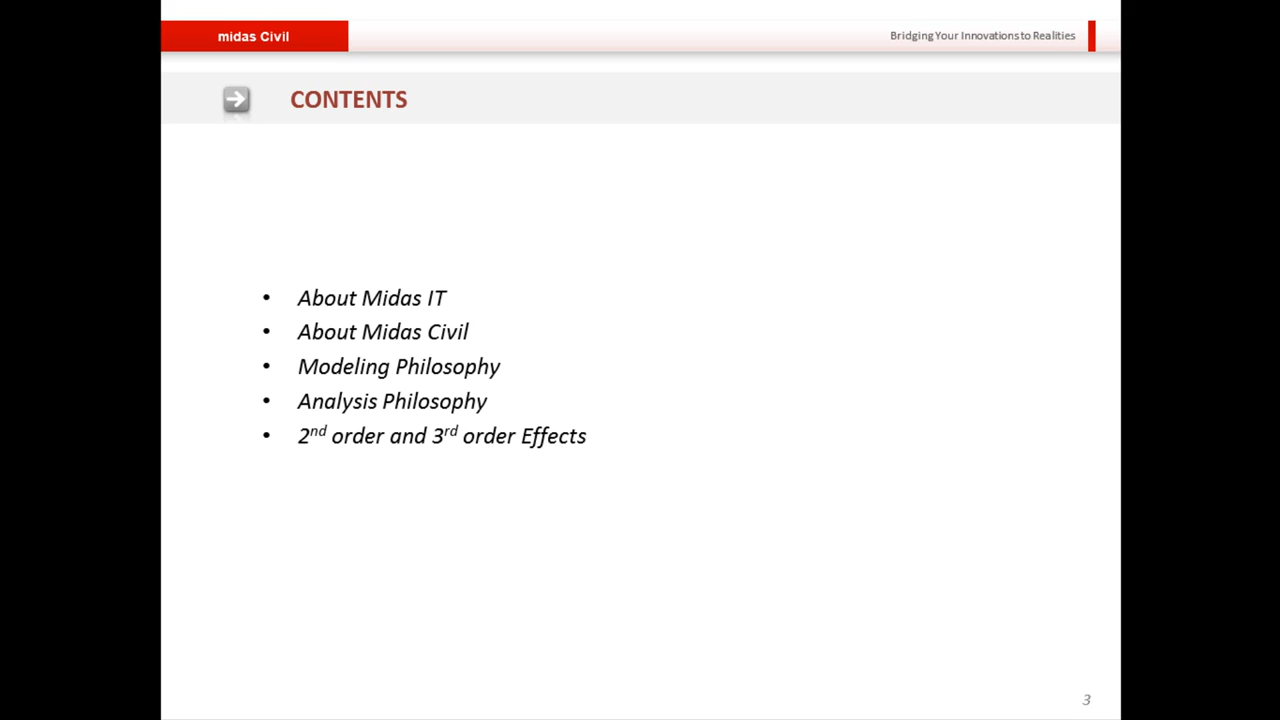 midas Civil
Bridging Your Innovations to Realities
CONTENTS
• About Midas IT
• About Midas Civil
• Modeling Philosophy
• Analysis Philosophy
• 2nd order and 3rd order Effects
3